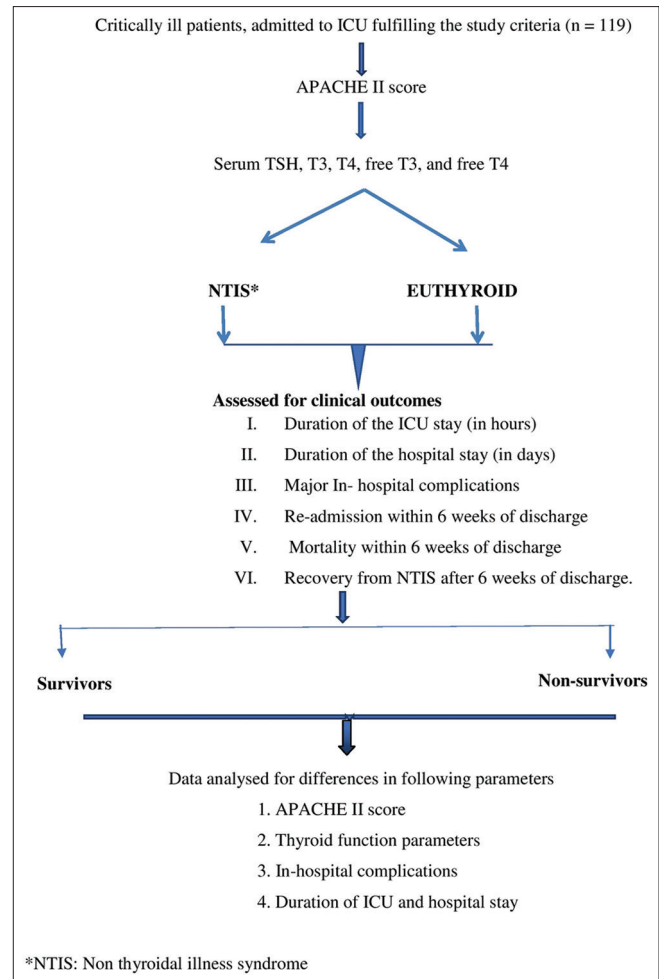 Critically ill patients, admitted to ICU fulfilling the study criteria (n = 119)
APACHE II score
Serum TSH, T3, T4, free T3, and free T4
NTIS* EUTHYROID
Assessed for clinical outcomes
I. Duration of the ICU stay (in hours)
II. Duration of the hospital stay (in days)
III. Major In- hospital complications
IV. Re-admission within 6 weeks of discharge
V. Mortality within 6 weeks of discharge
VI. Recovery from NTIS after 6 weeks of discharge.
Survivors Non-survivors
Data analysed for differences in following parameters
1. APACHE II score
2. Thyroid function parameters
3. In-hospital complications
4. Duration of ICU and hospital stay
*NTIS: Non thyroidal illness syndrome